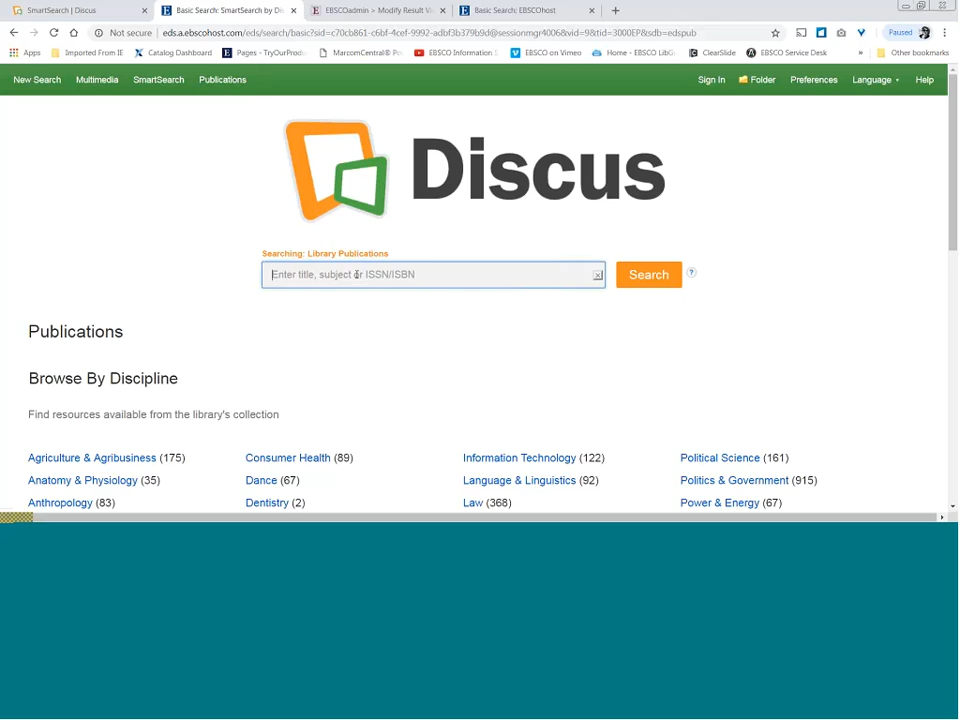 SmartSearch | Discus
Basic Search: SmartSearch by Dis
EBSCOadmin > Modify Result Vi
Basic Search: EBSCOhost
Not secure | eds.a.ebscohost.com/eds/search/basic?sid=c70cb861-c6bf-4cef-9992-adbf3b379b9d@sessionmgr4006&vid=9&tid=3000EP&sdb=edspub
Paused
Apps Imported From IE Catalog Dashboard Pages - TryOurProd MarcomCentral® Po EBSCO Information S EBSCO on Vimeo Home - EBSCO LibG ClearSlide EBSCO Service Desk » Other bookmarks
New Search Multimedia SmartSearch Publications Sign In Folder Preferences Language Help
Discus
Searching: Library Publications
Enter title, subject or ISSN/ISBN
Search ?
Publications
Browse By Discipline
Find resources available from the library's collection
Agriculture & Agribusiness (175) Consumer Health (89) Information Technology (122) Political Science (161)
Anatomy & Physiology (35) Dance (67) Language & Linguistics (92) Politics & Government (915)
Anthropology (83) Dentistry (2) Law (368) Power & Energy (67)